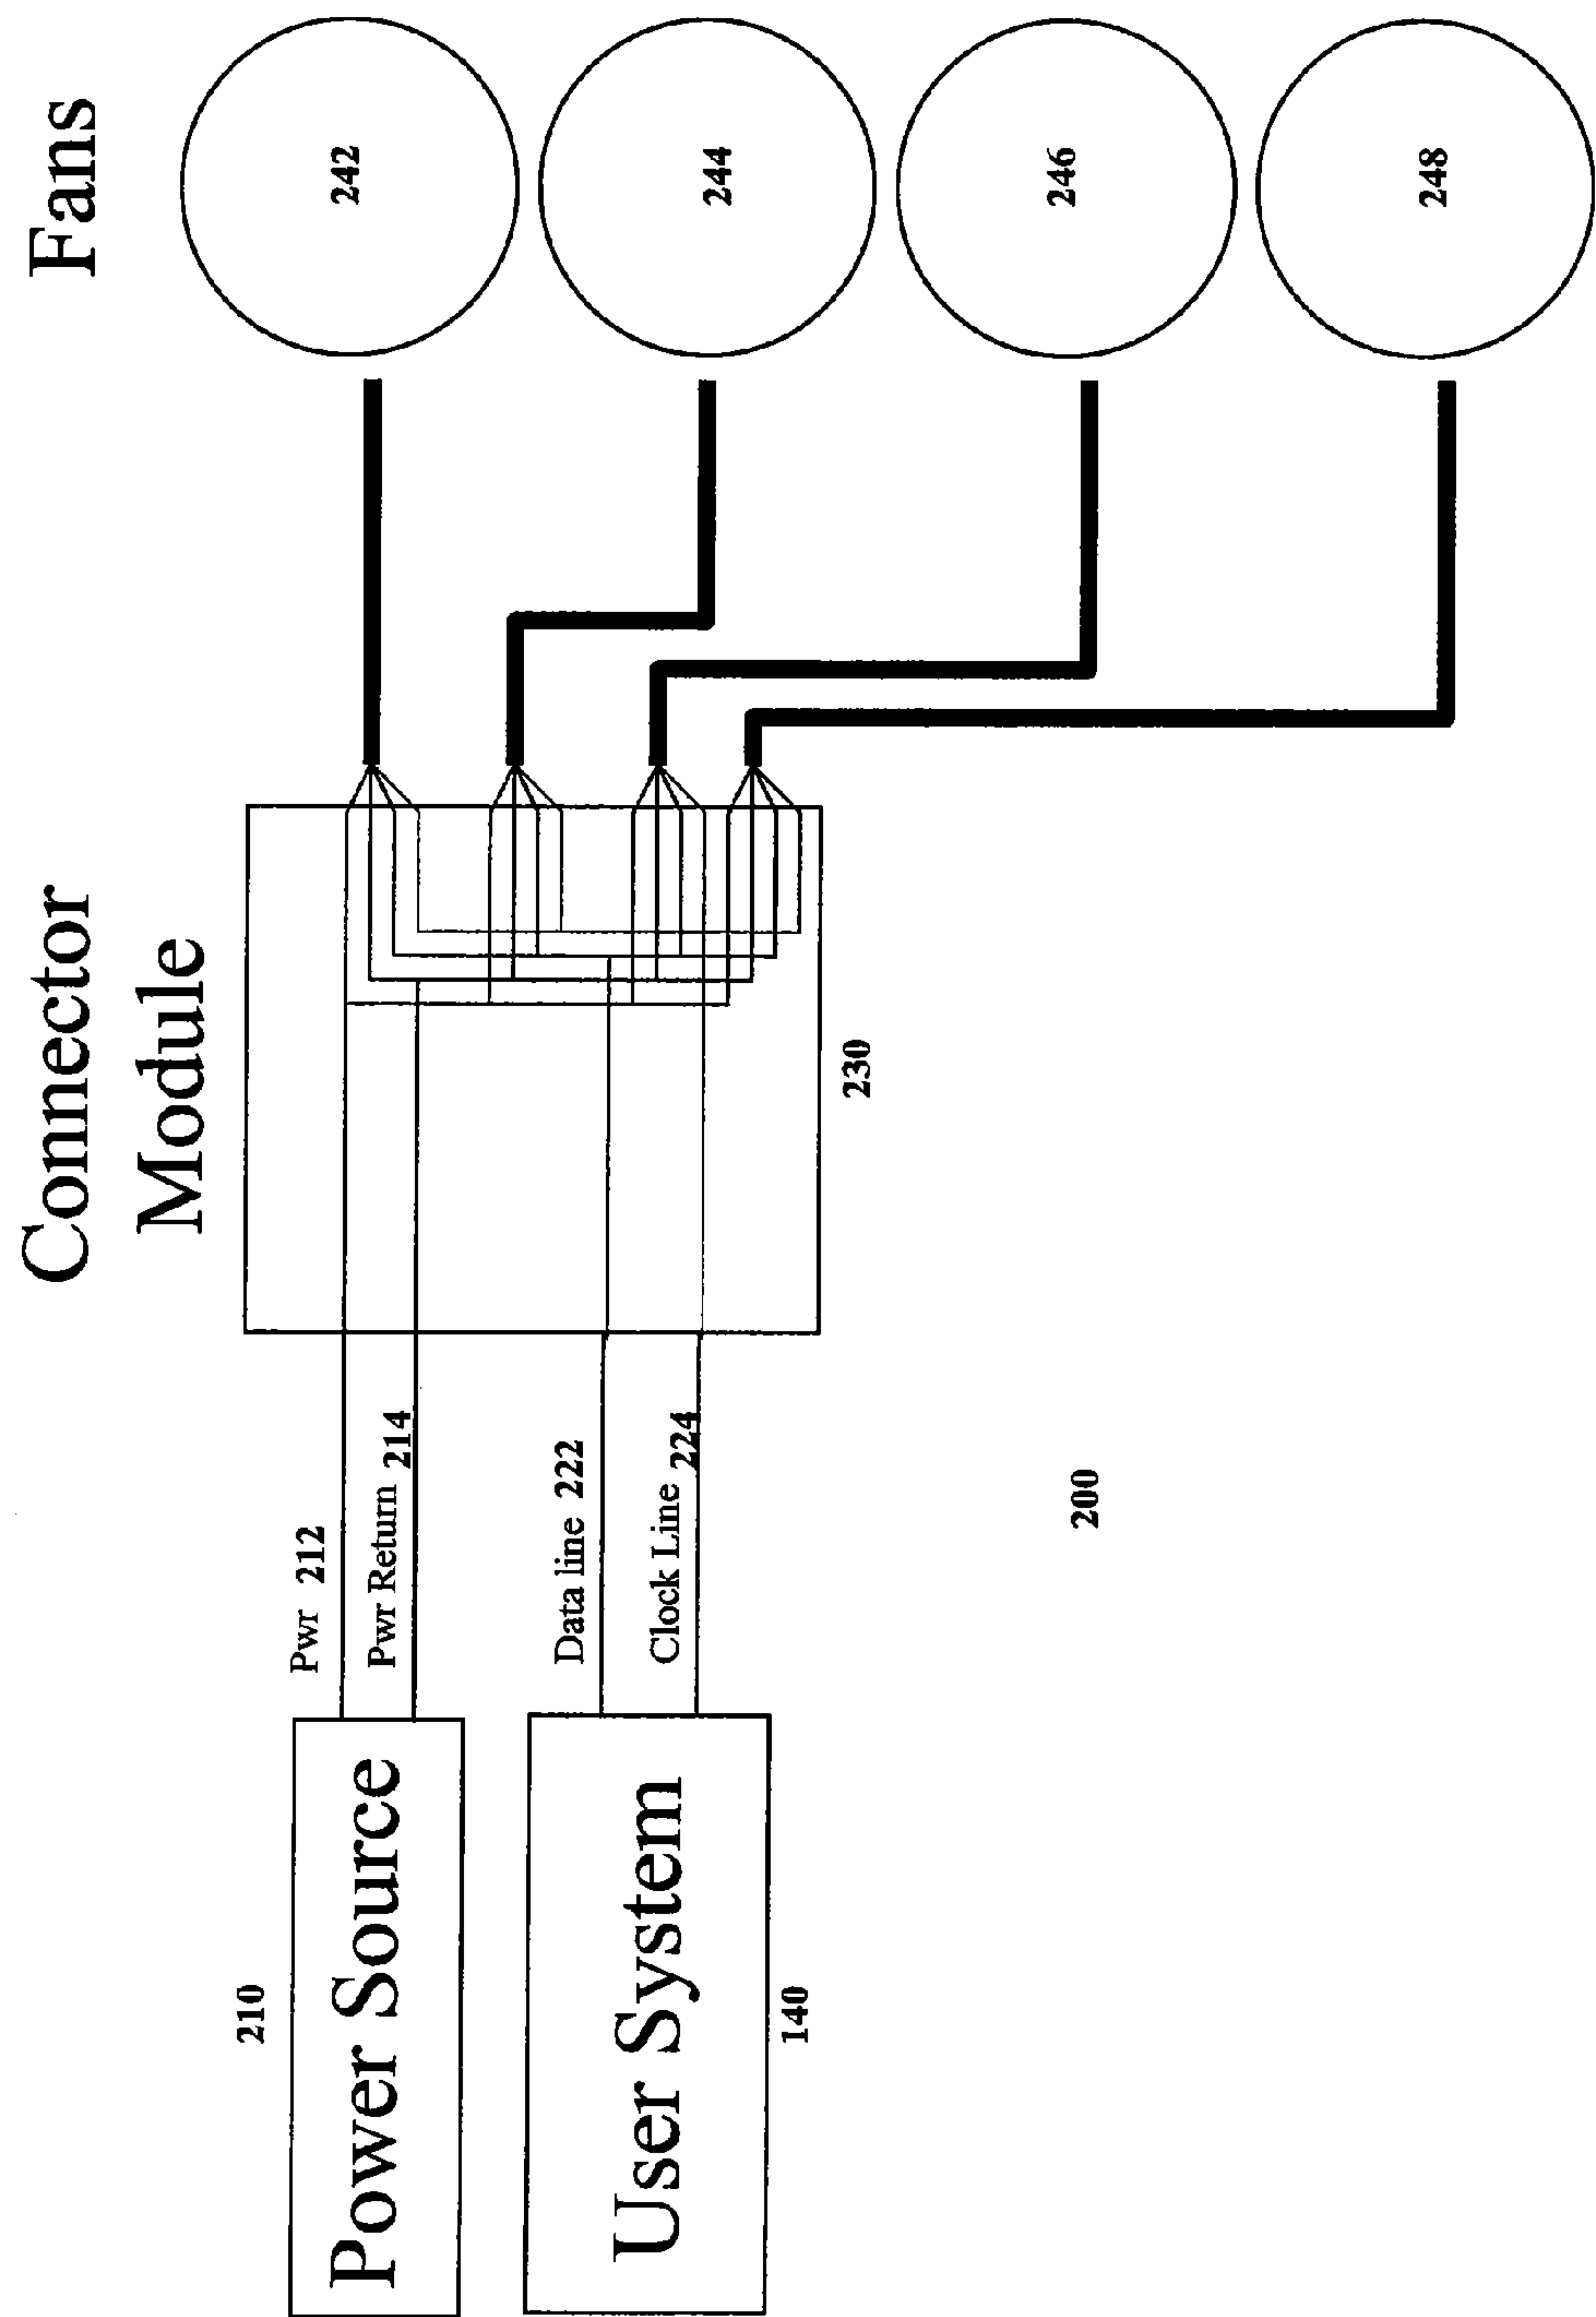 Connector
Module
Fans
210
Power Source
Pwr 212
Pwr Return 214
User System
140
Data line 222
Clock Line 224
230
242
244
246
248
200